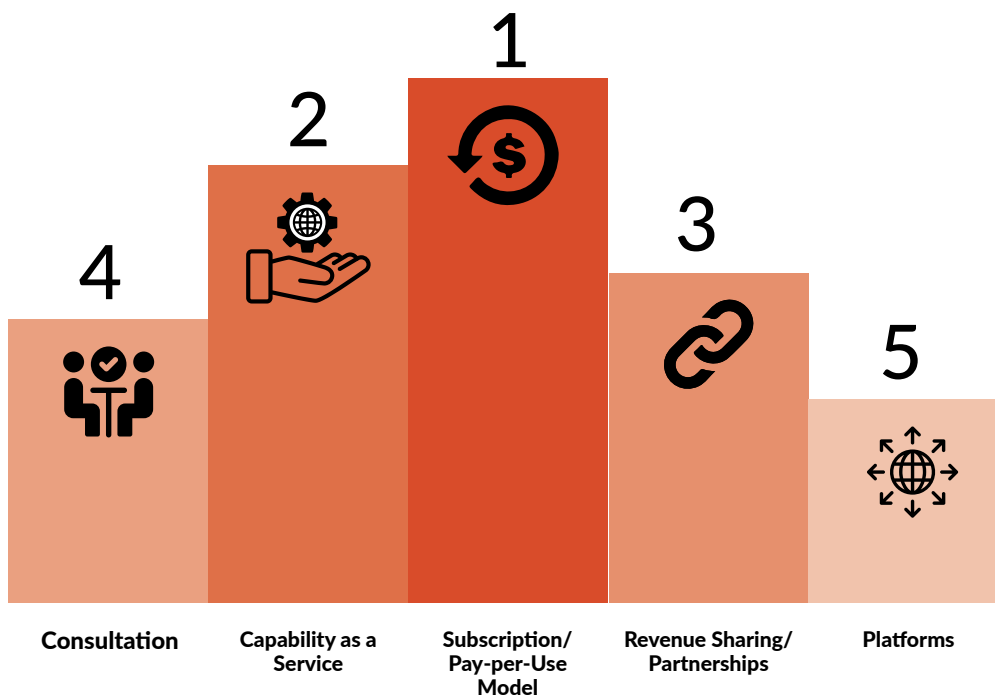 1
2
3
4
5
$
Consultation
Capability as a
Service
Subscription/
Pay-per-Use
Model
Revenue Sharing/
Partnerships
Platforms